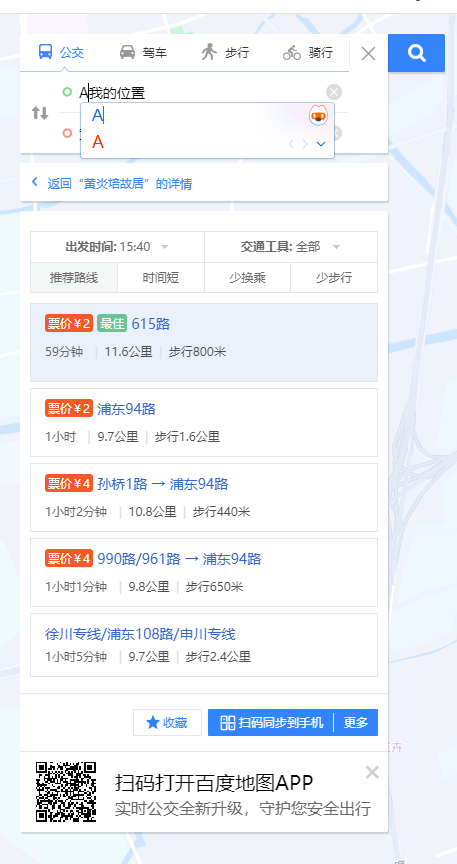 公交 驾车 步行 骑行
A我的位置
A
A
返回“黄炎培故居”的详情
出发时间: 15:40 交通工具: 全部
推荐路线 时间短 少换乘 少步行
票价¥2 最佳 615路
59分钟 | 11.6公里 | 步行800米
票价¥2 浦东94路
1小时 | 9.7公里 | 步行1.6公里
票价¥4 孙桥1路 → 浦东94路
1小时2分钟 | 10.8公里 | 步行440米
票价¥4 990路/961路 → 浦东94路
1小时1分钟 | 9.8公里 | 步行650米
徐川专线/浦东108路/申川专线
1小时5分钟 | 9.7公里 | 步行2.4公里
收藏 扫码同步到手机 | 更多
扫码打开百度地图APP
实时公交全新升级，守护您安全出行